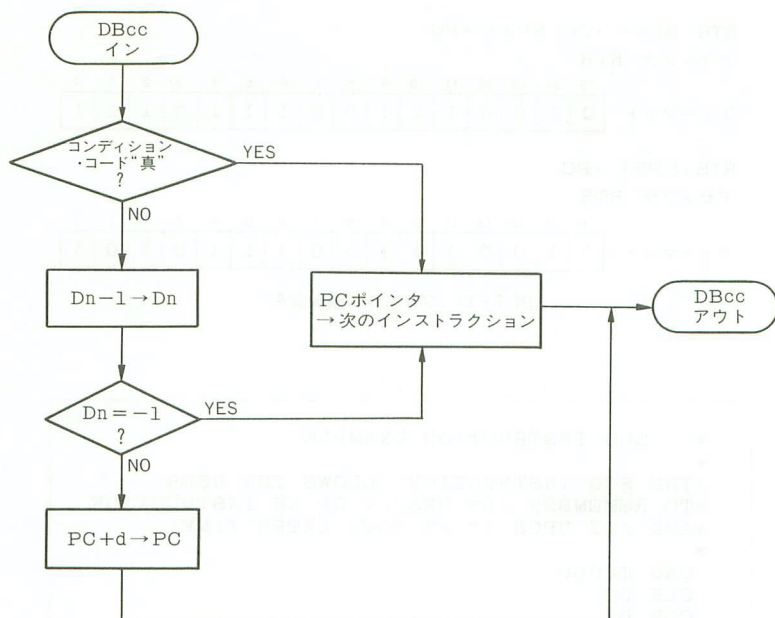 DBcc
イン
コンディション
・コード“真”
?
YES
NO
Dn−1→Dn
PCポインタ
→次のインストラクション
DBcc
アウト
Dn=−1
?
YES
NO
PC+d→PC